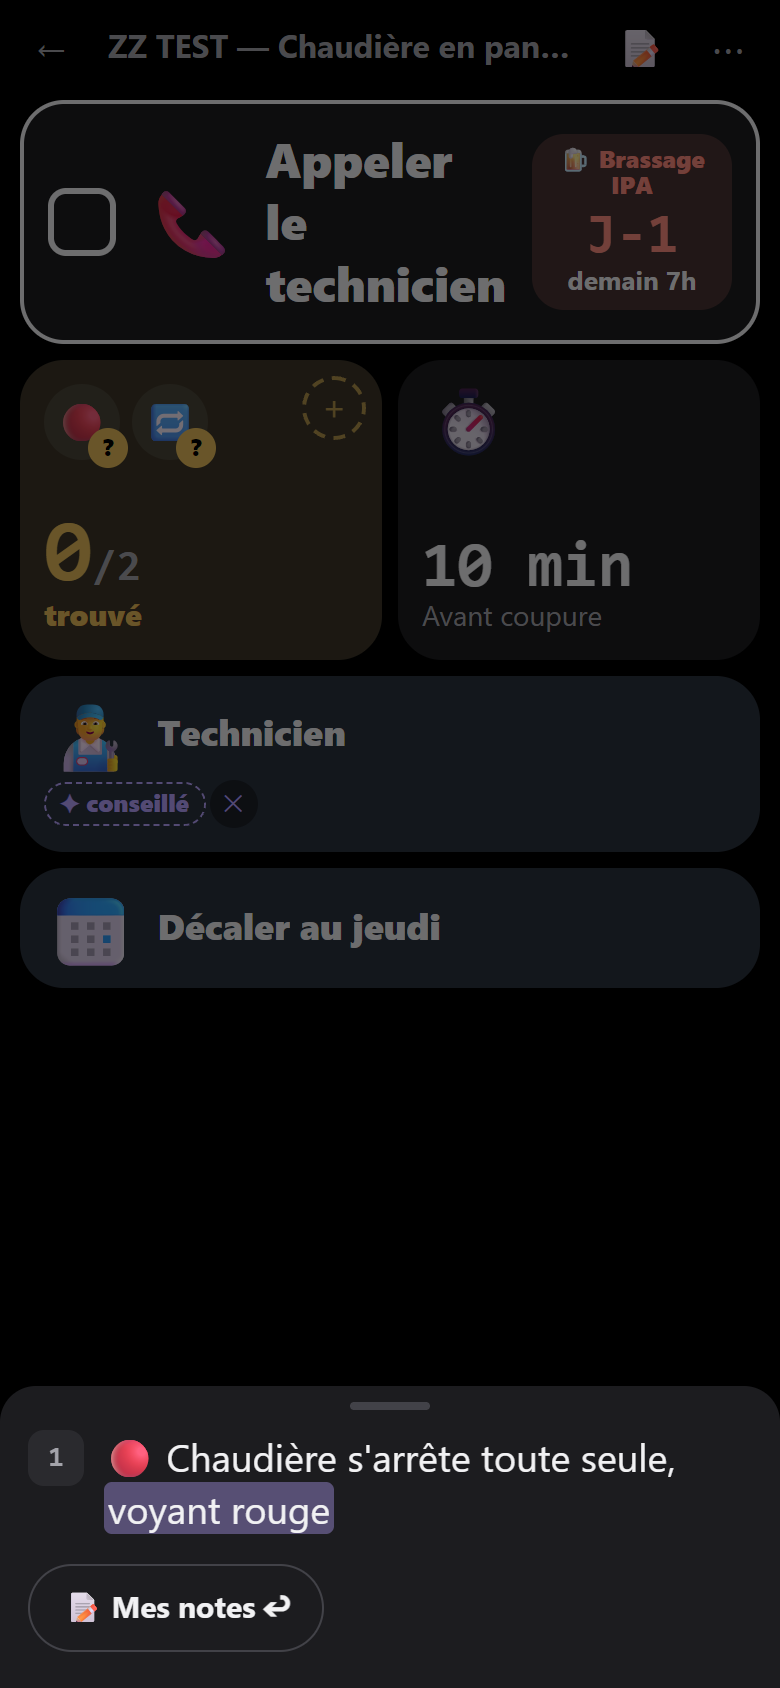 ← ZZ TEST — Chaudière en pan... ...
Appeler
le
technicien
Brassage
IPA
J-1
demain 7h
? ?
+
0/2
trouvé
10 min
Avant coupure
Technicien
conseillé
Décaler au jeudi
1
Chaudière s'arrête toute seule,
voyant rouge
Mes notes